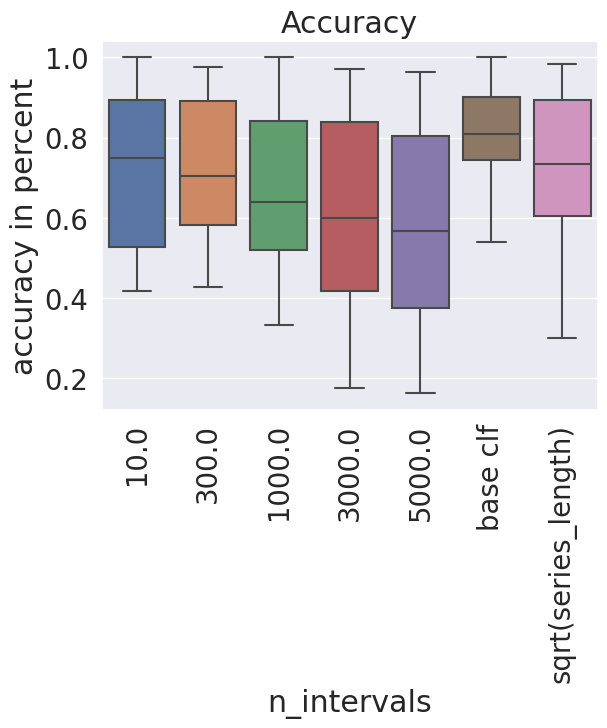 Accuracy
accuracy in percent
1.0
0.8
0.6
0.4
0.2
10.0
300.0
1000.0
3000.0
5000.0
base clf
sqrt(series_length)
n_intervals